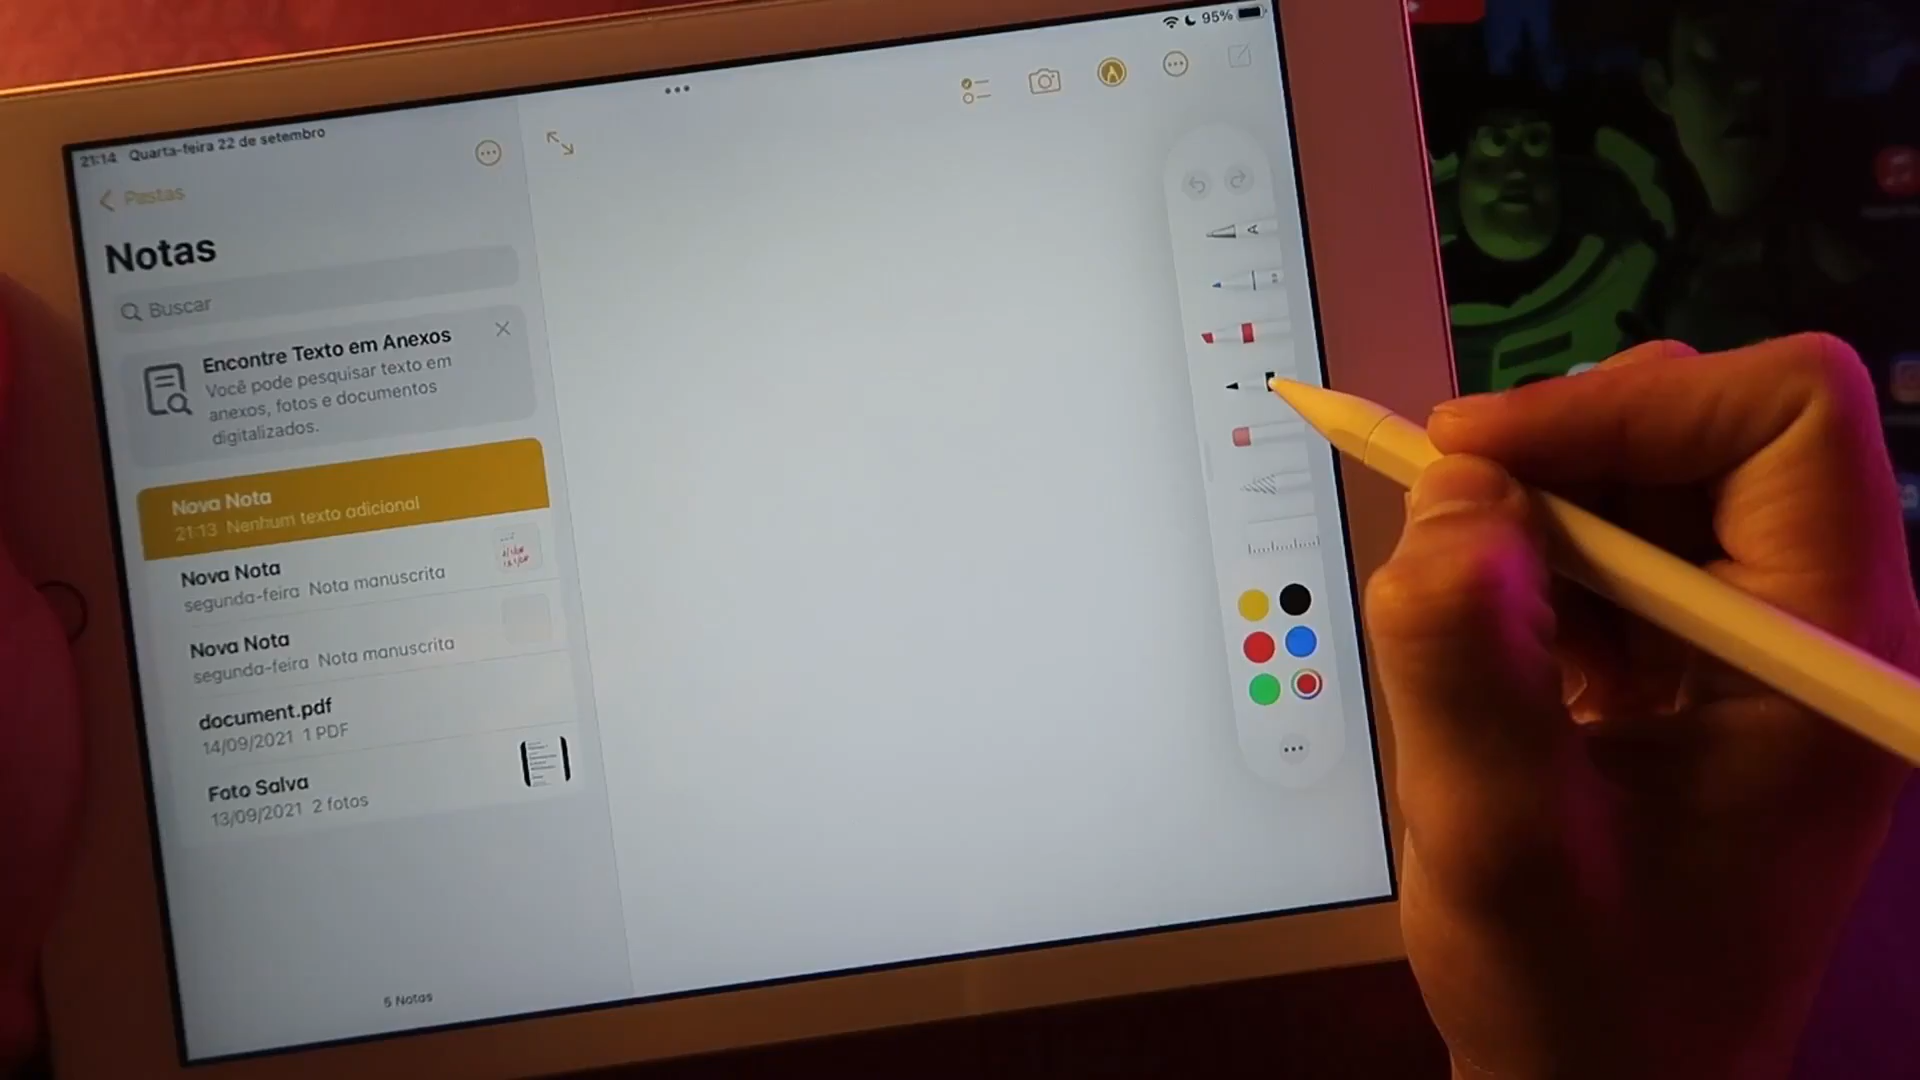 21:14 Quarta-feira 22 de setembro
95%
Pastas
Notas
Buscar
Encontre Texto em Anexos
Você pode pesquisar texto em
anexos, fotos e documentos
digitalizados.
Nova Nota
21:13 Nenhum texto adicional
Nova Nota
segunda-feira Nota manuscrita
Nova Nota
segunda-feira Nota manuscrita
document.pdf
14/09/2021 1 PDF
Foto Salva
13/09/2021 2 fotos
5 Notas
A